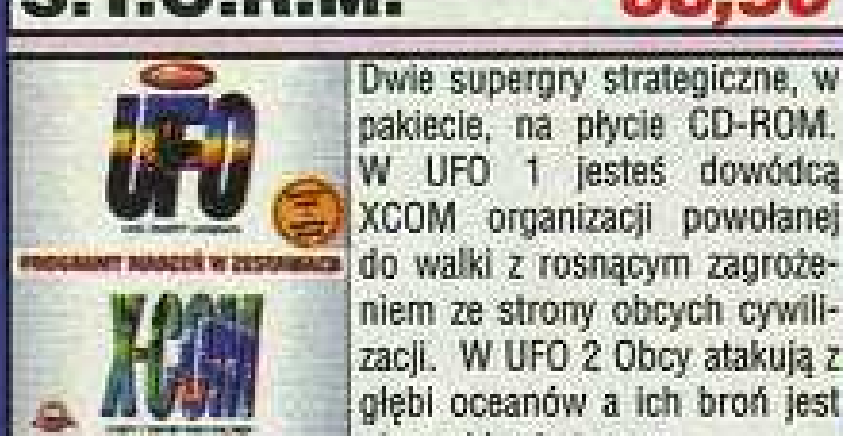 S.T.O.R.M.
UFO
X-COM
Dwie supergry strategiczne, w
pakiecie, na płycie CD-ROM.
W UFO 1 jesteś dowódcą
XCOM organizacji powołanej
do walki z rosnącym zagroże-
niem ze strony obcych cywili-
zacji. W UFO 2 Obcy atakują z
głębi oceanów a ich broń jest